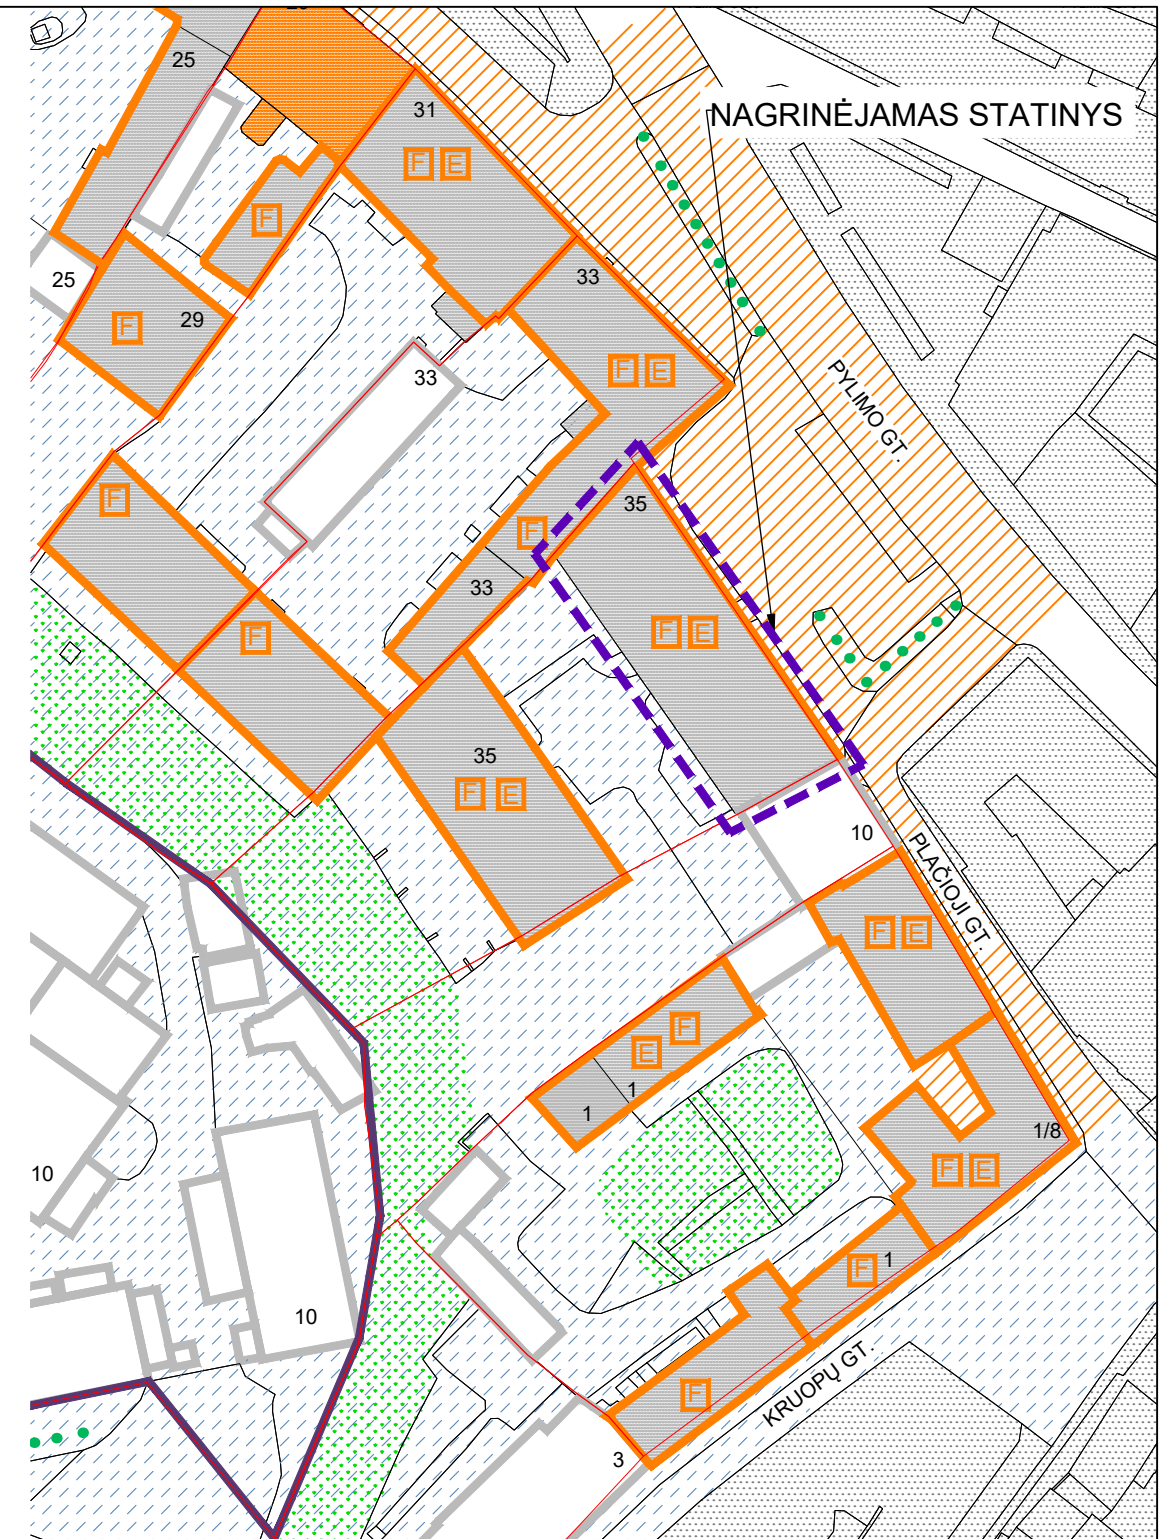 25
31
NAGRINĖJAMAS STATINYS
F E
F
25
29
F
33
F E
33
PYLIMO GT.
F
35
F
33
F
F E
35
F E
10
PLAČIOJI GT.
F E
E F
1
1
1/8
F E
10
F
1
10
F
KRUOPŲ GT.
3